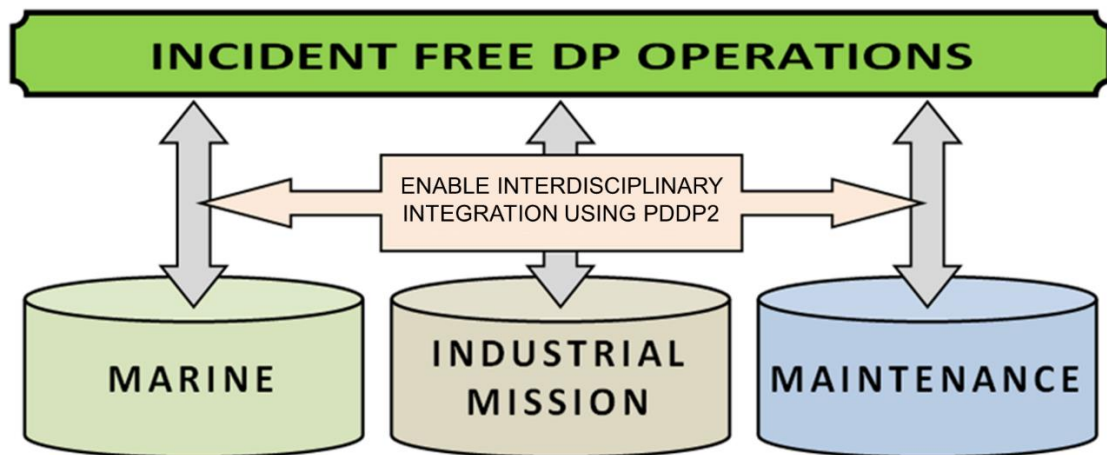 INCIDENT FREE DP OPERATIONS
ENABLE INTERDISCIPLINARY
INTEGRATION USING PDDP2
MARINE
INDUSTRIAL
MISSION
MAINTENANCE